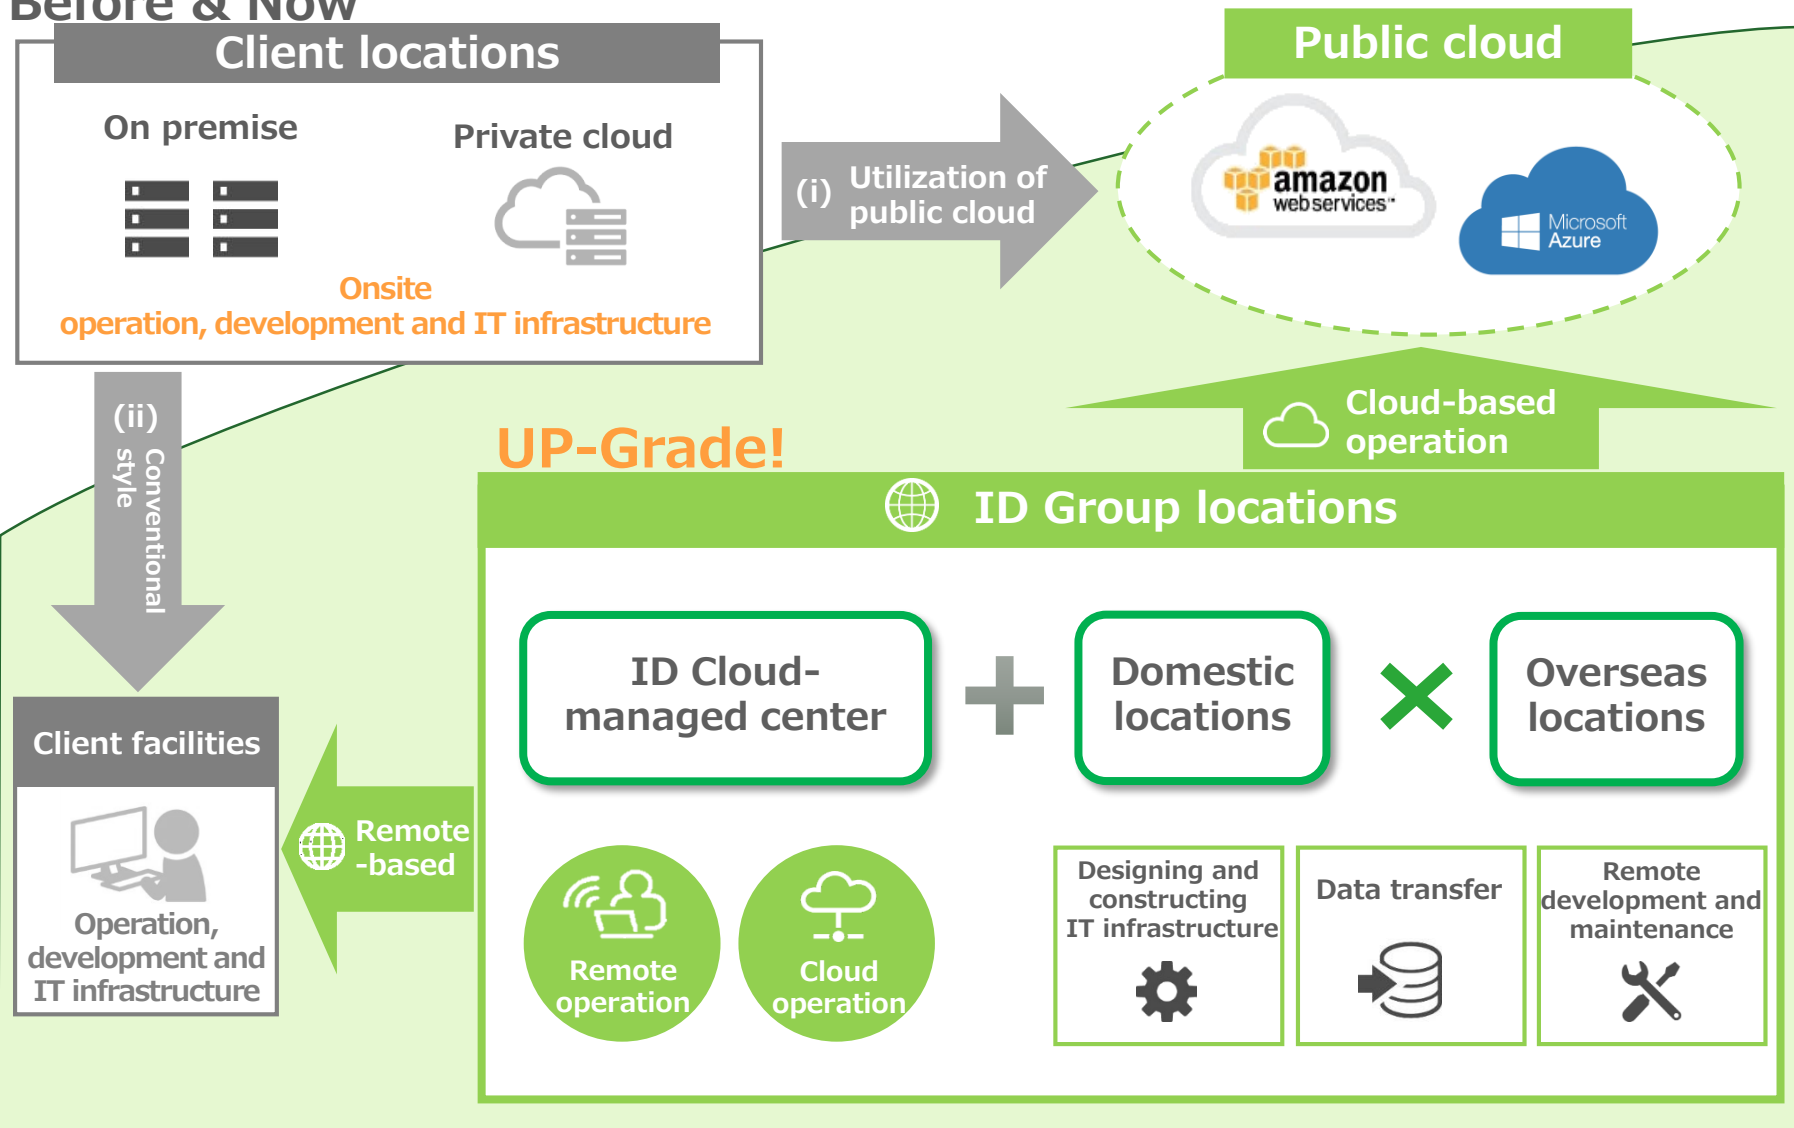 Before & Now
Client locations
On premise
Private cloud
Onsite
operation, development and IT infrastructure
(i)
Utilization of
public cloud
Public cloud
amazon
webservices™
Microsoft
Azure
(ii)
Conventional
style
UP-Grade!
Cloud-based
operation
ID Group locations
ID Cloud-
managed center
Domestic
locations
Overseas
locations
Client facilities
Operation,
development and
IT infrastructure
Remote
-based
Remote
operation
Cloud
operation
Designing and
constructing
IT infrastructure
Data transfer
Remote
development and
maintenance